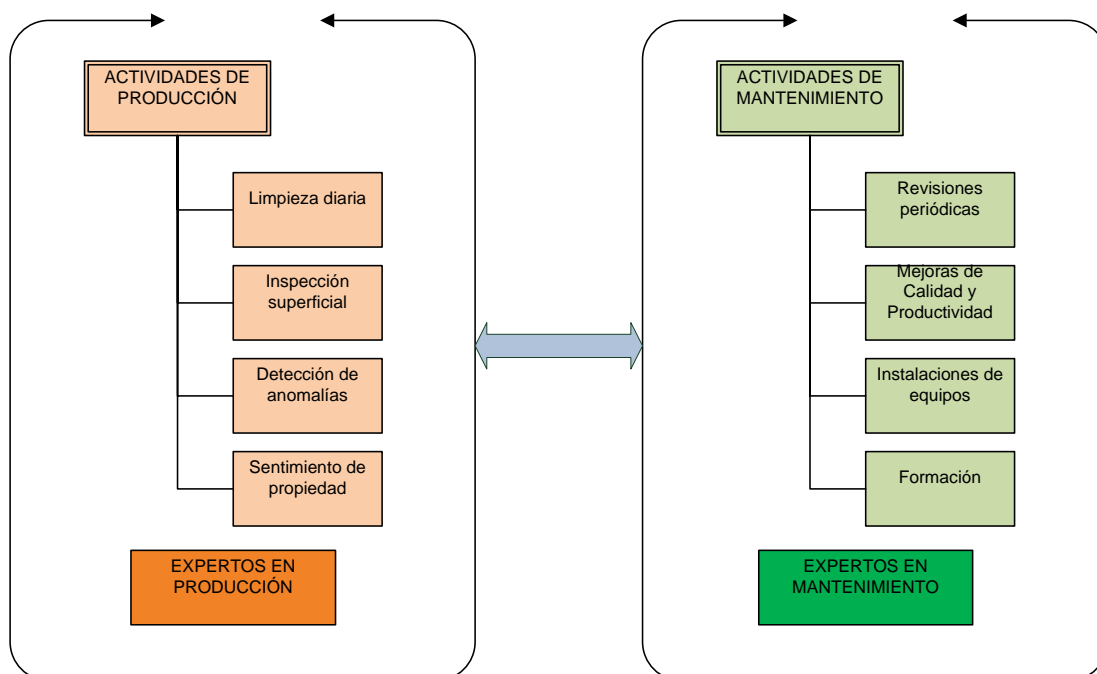 ACTIVIDADES DE
PRODUCCIÓN
Limpieza diaria
Inspección
superficial
Detección de
anomalías
Sentimiento de
propiedad
EXPERTOS EN
PRODUCCIÓN
ACTIVIDADES DE
MANTENIMIENTO
Revisiones
periódicas
Mejoras de
Calidad y
Productividad
Instalaciones de
equipos
Formación
EXPERTOS EN
MANTENIMIENTO